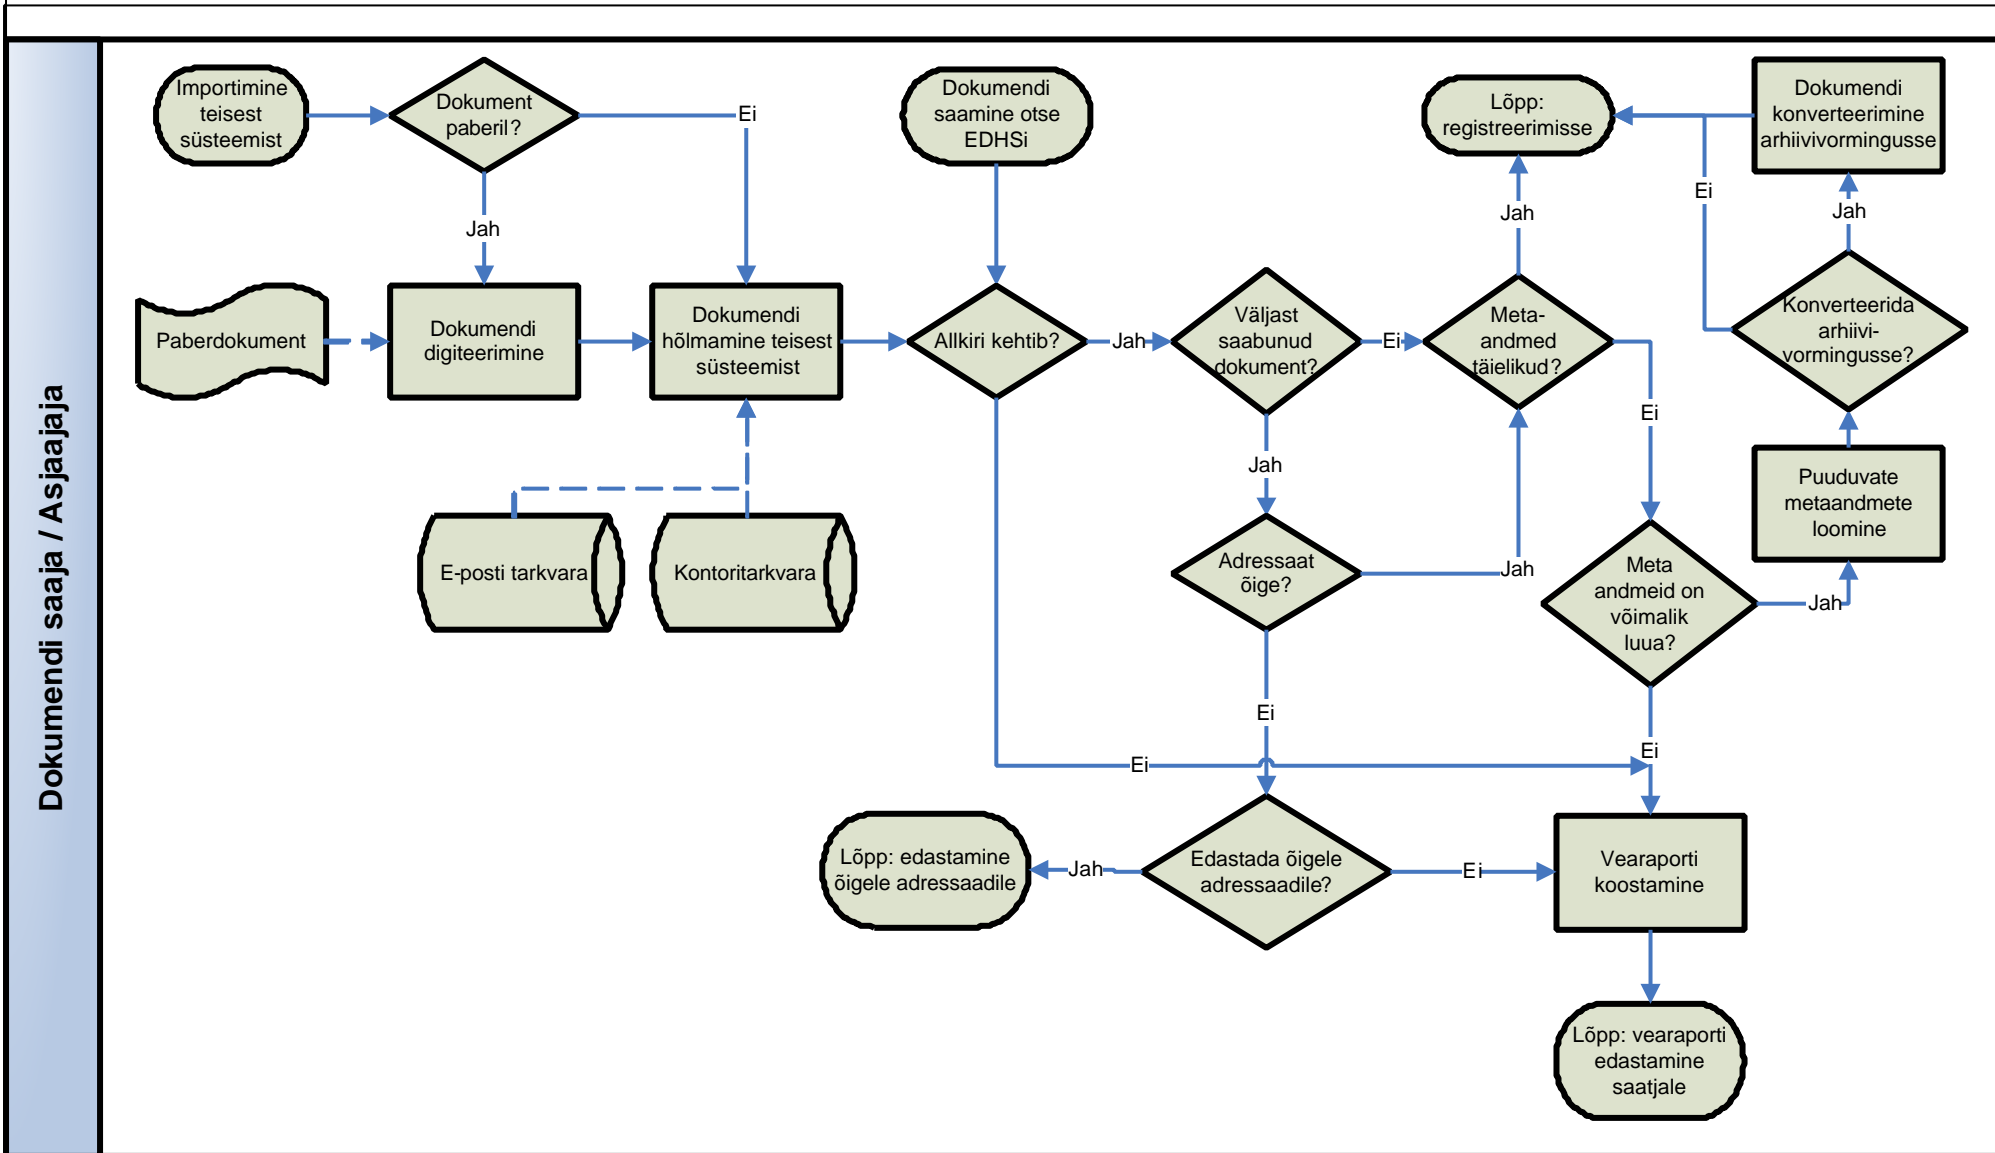 Dokumendi saaja / Asjaajaja
Importimine
teisest
süsteemist
Dokument
paberil?
Ei
Jah
Dokumendi
saamine otse
EDHSi
Lõpp:
registreerimisse
Dokumendi
konverteerimine
arhiivivormingusse
Ei
Jah
Jah
Paberdokument
Dokumendi
digiteerimine
Dokumendi
hõlmamine teisest
süsteemist
Allkiri kehtib?
Jah
Väljast
saabunud
dokument?
Ei
Meta-
andmed
täielikud?
Konverteerida
arhiivi-
vormingusse?
Ei
Jah
Puuduvate
metaandmete
loomine
E-posti tarkvara
Kontoritarkvara
Adressaat
õige?
Jah
Meta
andmeid on
võimalik
luua?
Jah
Ei
Ei
Ei
Lõpp: edastamine
õigele adressaadile
Jah
Edastada õigele
adressaadile?
Ei
Vearaporti
koostamine
Lõpp: vearaporti
edastamine
saatjale